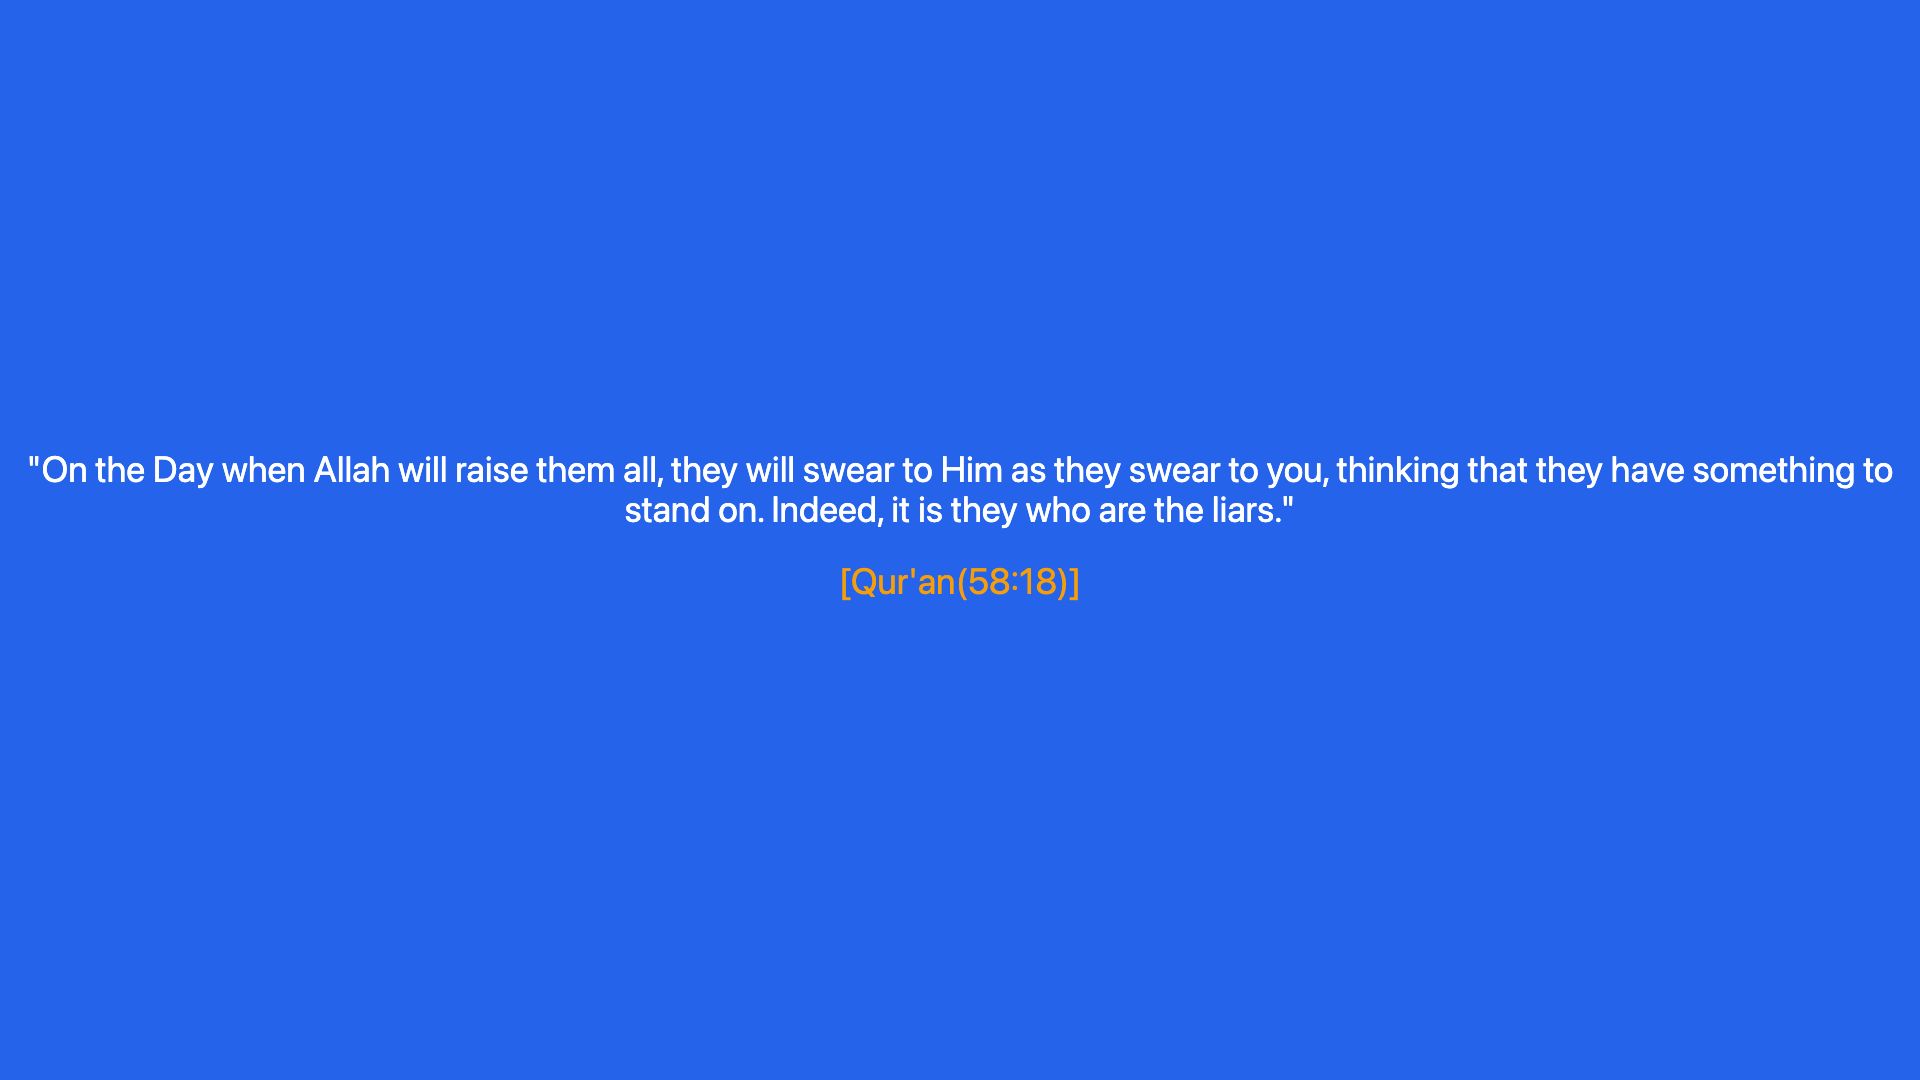 "On the Day when Allah will raise them all, they will swear to Him as they swear to you, thinking that they have something to
stand on. Indeed, it is they who are the liars."
[Qur'an(58:18)]